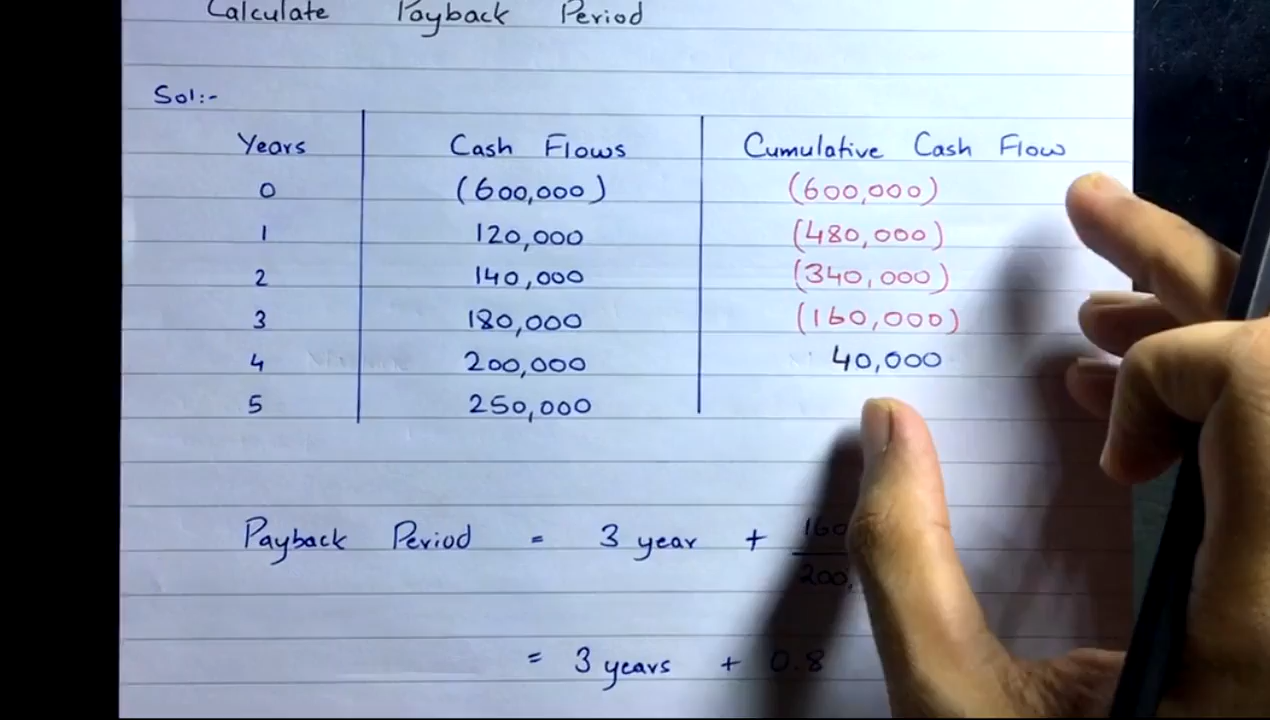 Calculate Payback Period
Sol:-
Years Cash Flows Cumulative Cash Flow
0 (600,000) (600,000)
1 120,000 (480,000)
2 140,000 (340,000)
3 180,000 (160,000)
4 200,000 40,000
5 250,000
Payback Period = 3 year + 160
200,
= 3 years + 0.8